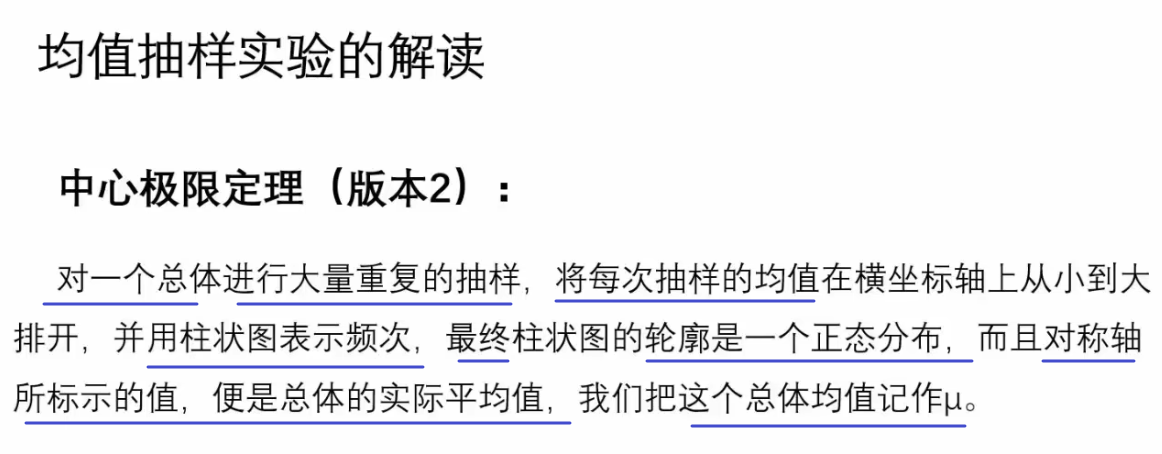 均值抽样实验的解读
中心极限定理（版本2）：
对一个总体进行大量重复的抽样，将每次抽样的均值在横坐标轴上从小到大
排开，并用柱状图表示频次，最终柱状图的轮廓是一个正态分布，而且对称轴
所标示的值，便是总体的实际平均值，我们把这个总体均值记作μ。